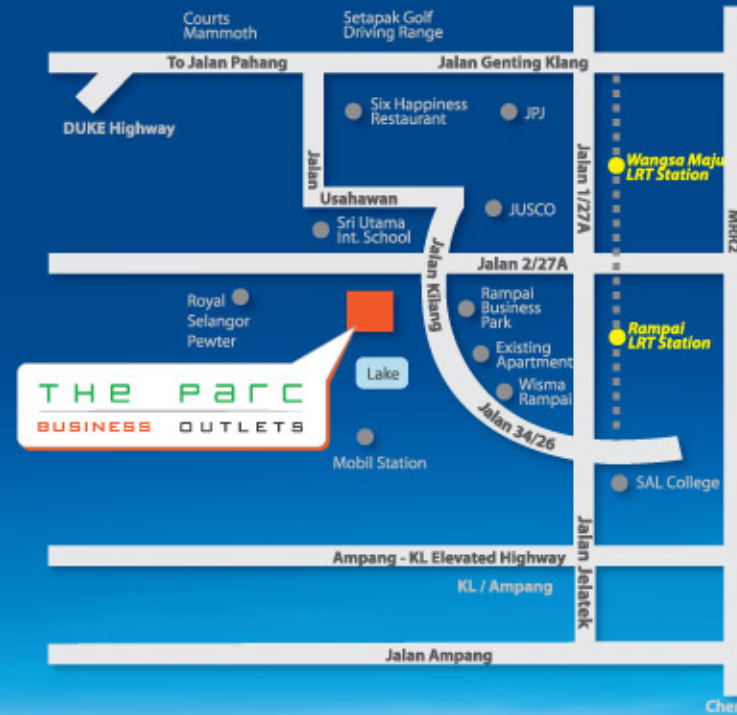 Courts
Mammoth
Setapak Golf
Driving Range
To Jalan Pahang
Jalan Genting Klang
DUKE Highway
Six Happiness
Restaurant
JPJ
Jalan
Usahawan
Jalan 1/27A
Wangsa Maju
LRT Station
MRR2
JUSCO
Sri Utama
Int. School
Jalan Kilang
Jalan 2/27A
Royal
Selangor
Pewter
Rampai
Business
Park
Rampai
LRT Station
Existing
Apartment
Lake
Wisma
Rampai
THE PARC
BUSINESS OUTLETS
Jalan 34/26
Mobil Station
SAL College
Jalan Jelatek
Ampang - KL Elevated Highway
KL / Ampang
Jalan Ampang